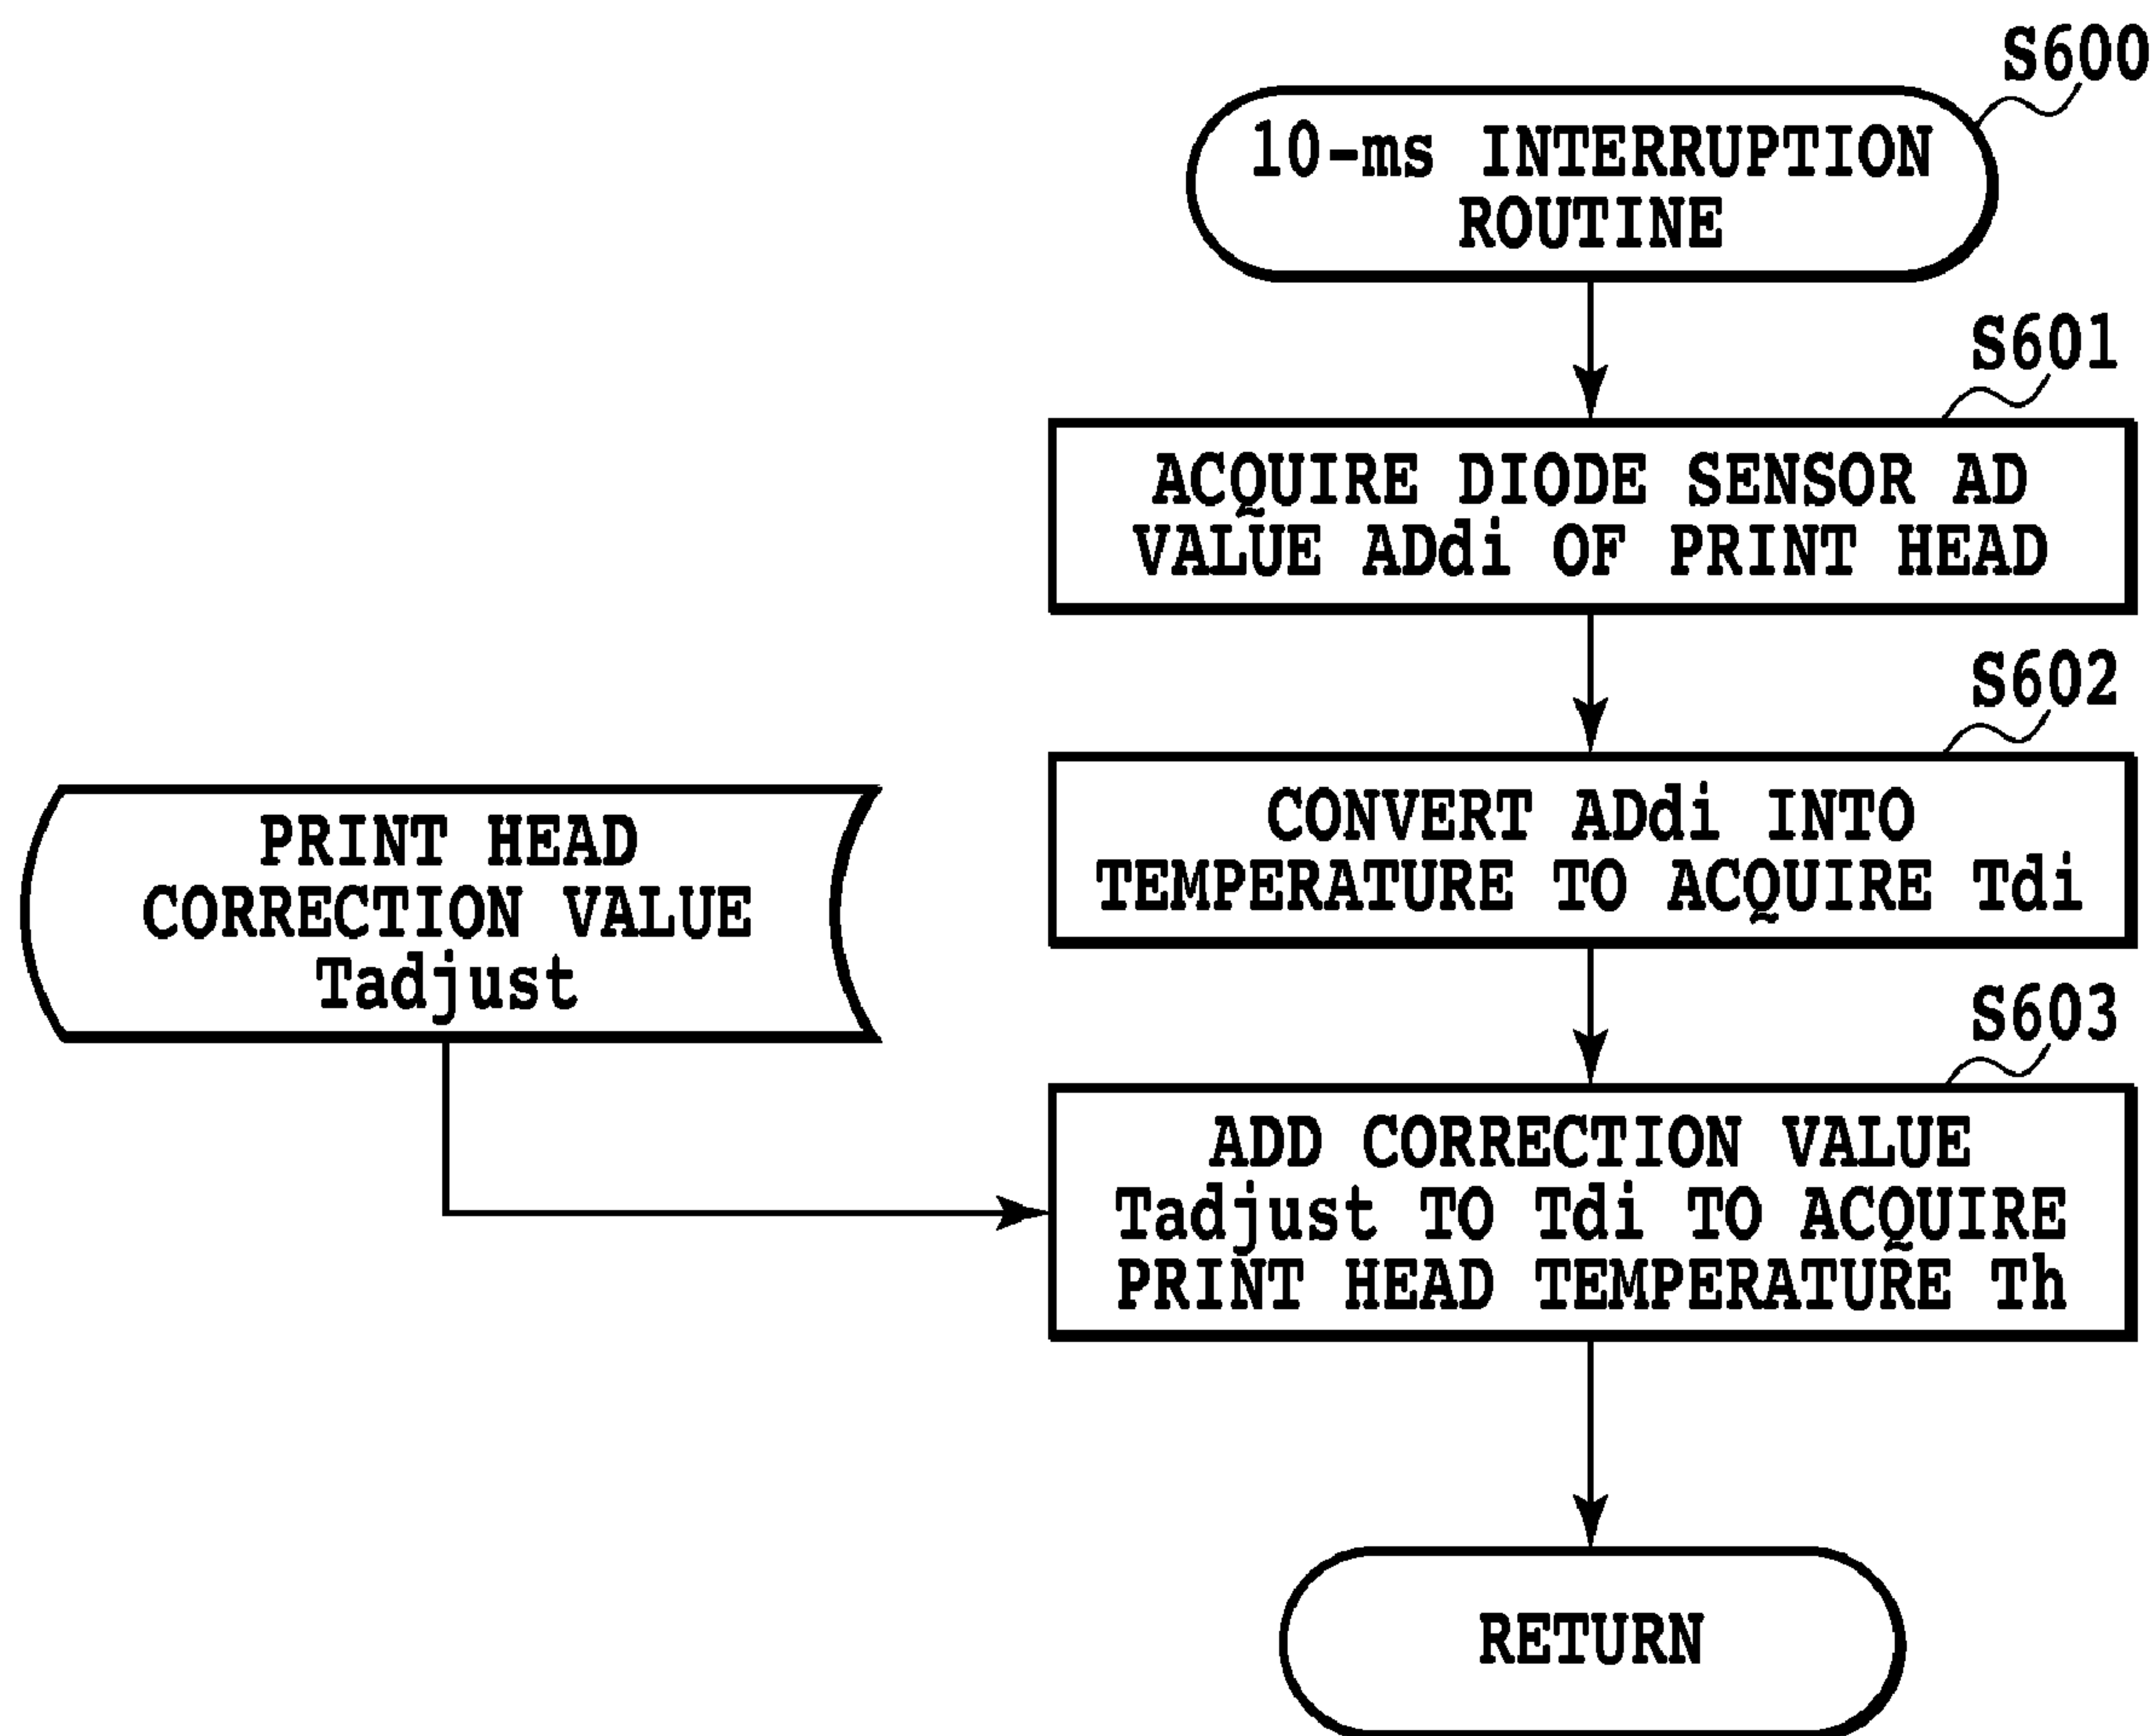 S600
10-ms INTERRUPTION
ROUTINE
S601
ACQUIRE DIODE SENSOR AD
VALUE ADdi OF PRINT HEAD
S602
CONVERT ADdi INTO
TEMPERATURE TO ACQUIRE Tdi
PRINT HEAD
CORRECTION VALUE
Tadjust
S603
ADD CORRECTION VALUE
Tadjust TO Tdi TO ACQUIRE
PRINT HEAD TEMPERATURE Th
RETURN